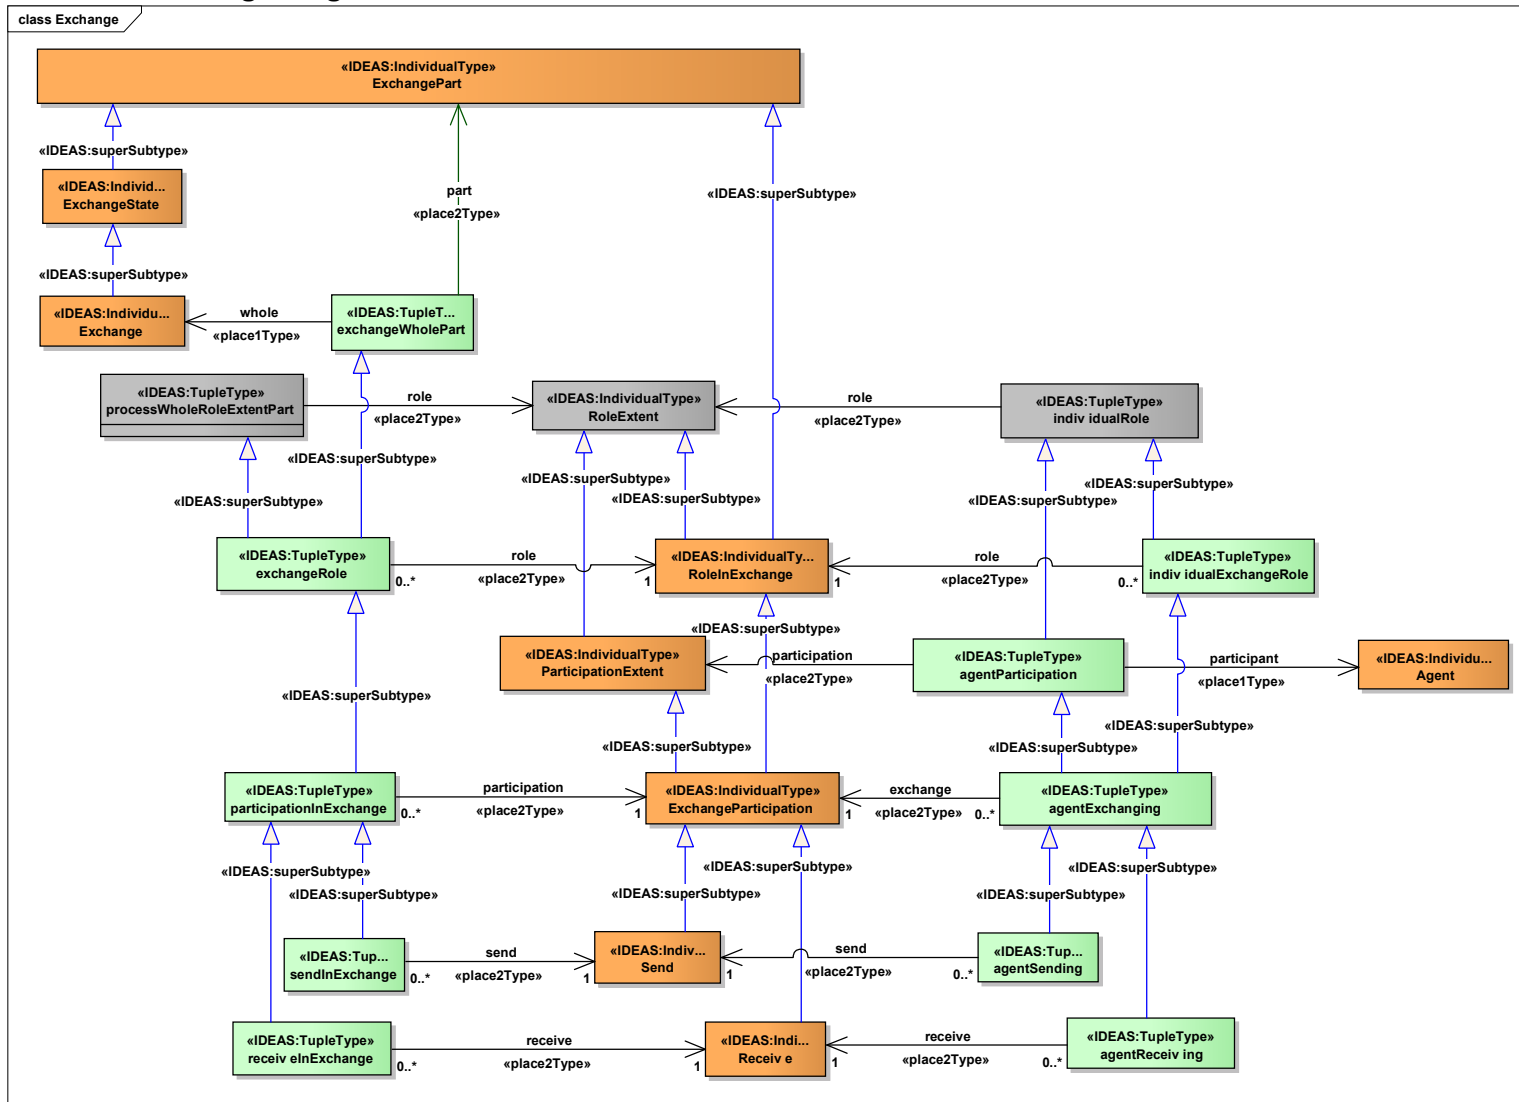 class Exchange
«IDEAS:IndividualType»
ExchangePart
«IDEAS:superSubtype»
«IDEAS:Individ...
ExchangeState
part
«place2Type»
«IDEAS:superSubtype»
«IDEAS:superSubtype»
«IDEAS:Individu...
Exchange
whole
«place1Type»
«IDEAS:TupleT...
exchangeWholePart
«IDEAS:TupleType»
processWholeRoleExtentPart
role
«place2Type»
«IDEAS:IndividualType»
RoleExtent
role
«place2Type»
«IDEAS:TupleType»
indiv idualRole
«IDEAS:superSubtype»
«IDEAS:superSubtype»
«IDEAS:superSubtype»
«IDEAS:superSubtype»
«IDEAS:superSubtype»
«IDEAS:superSubtype»
«IDEAS:TupleType»
exchangeRole
0..*
role
«place2Type»
1
«IDEAS:IndividualTy...
RoleInExchange
1
role
«place2Type»
0..*
«IDEAS:TupleType»
indiv idualExchangeRole
«IDEAS:superSubtype»
«IDEAS:IndividualType»
ParticipationExtent
participation
«place2Type»
«IDEAS:TupleType»
agentParticipation
participant
«place1Type»
«IDEAS:Individu...
Agent
«IDEAS:superSubtype»
«IDEAS:superSubtype»
«IDEAS:superSubtype»
«IDEAS:superSubtype»
«IDEAS:TupleType»
participationInExchange
0..*
participation
«place2Type»
1
«IDEAS:IndividualType»
ExchangeParticipation
1
exchange
«place2Type»
0..*
«IDEAS:TupleType»
agentExchanging
«IDEAS:superSubtype»
«IDEAS:superSubtype»
«IDEAS:superSubtype»
«IDEAS:superSubtype»
«IDEAS:superSubtype»
«IDEAS:superSubtype»
«IDEAS:Tup...
sendInExchange
0..*
send
«place2Type»
1
«IDEAS:Indiv...
Send
1
send
«place2Type»
0..*
«IDEAS:Tup...
agentSending
«IDEAS:TupleType»
receiv eInExchange
0..*
receive
«place2Type»
1
«IDEAS:Indi...
Receiv e
1
receive
«place2Type»
0..*
«IDEAS:TupleType»
agentReceiv ing